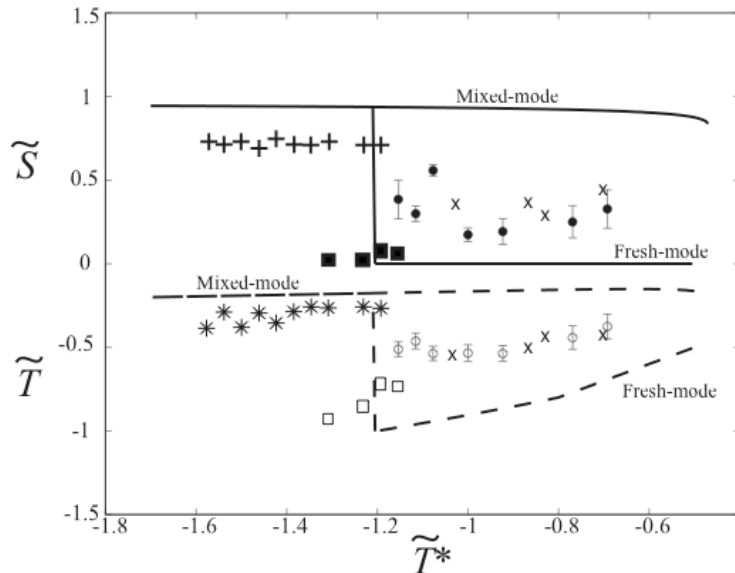 1.5
Mixed-mode
1
S̃
0.5
x x x x
Fresh-mode
0
Mixed-mode
T̃
-0.5
x x x x
Fresh-mode
-1
-1.5
-1.8 -1.6 -1.4 -1.2 -1 -0.8 -0.6
T̃*